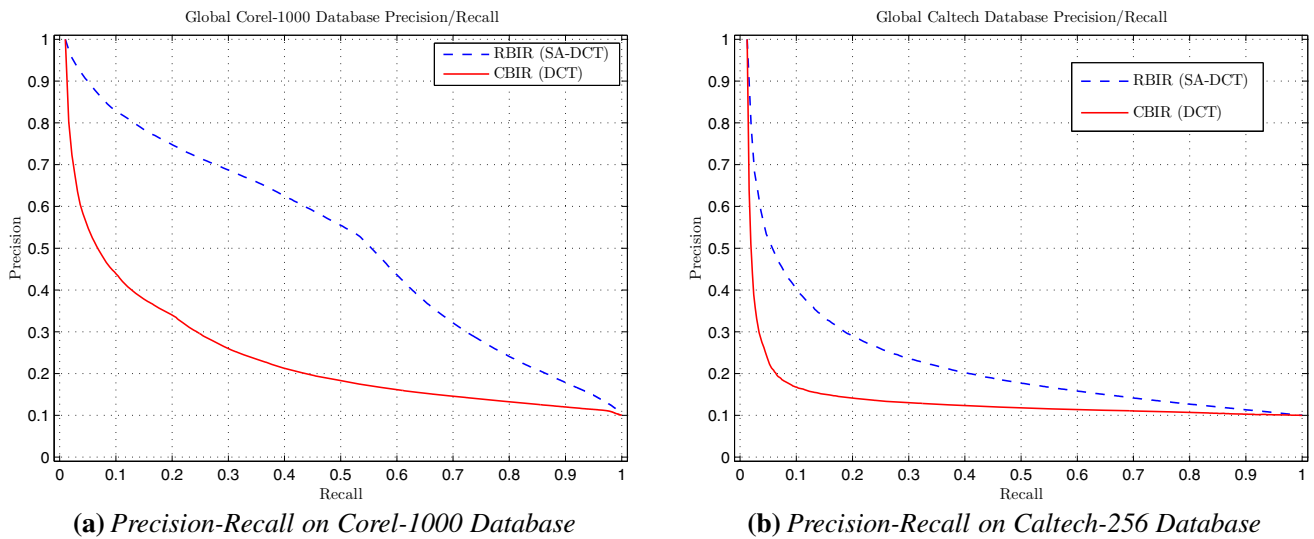 Global Corel-1000 Database Precision/Recall
RBIR (SA-DCT)
CBIR (DCT)
1
0.9
0.8
0.7
0.6
0.5
0.4
0.3
0.2
0.1
0
Precision
0 0.1 0.2 0.3 0.4 0.5 0.6 0.7 0.8 0.9 1
Recall
(a) Precision-Recall on Corel-1000 Database
Global Caltech Database Precision/Recall
RBIR (SA-DCT)
CBIR (DCT)
1
0.9
0.8
0.7
0.6
0.5
0.4
0.3
0.2
0.1
0
Precision
0 0.1 0.2 0.3 0.4 0.5 0.6 0.7 0.8 0.9 1
Recall
(b) Precision-Recall on Caltech-256 Database